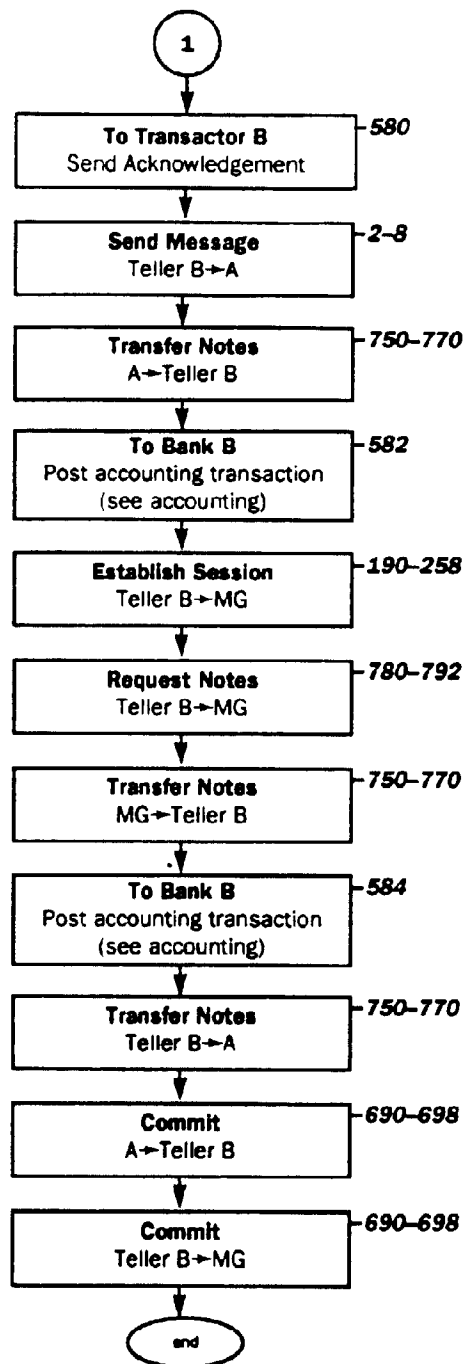 1
To Transactor B
Send Acknowledgement
580
Send Message
Teller B→A
2–8
Transfer Notes
A→Teller B
750–770
To Bank B
Post accounting transaction
(see accounting)
582
Establish Session
Teller B→MG
190–258
Request Notes
Teller B→MG
780–792
Transfer Notes
MG→Teller B
750–770
To Bank B
Post accounting transaction
(see accounting)
584
Transfer Notes
Teller B→A
750–770
Commit
A→Teller B
690–698
Commit
Teller B→MG
690–698
end